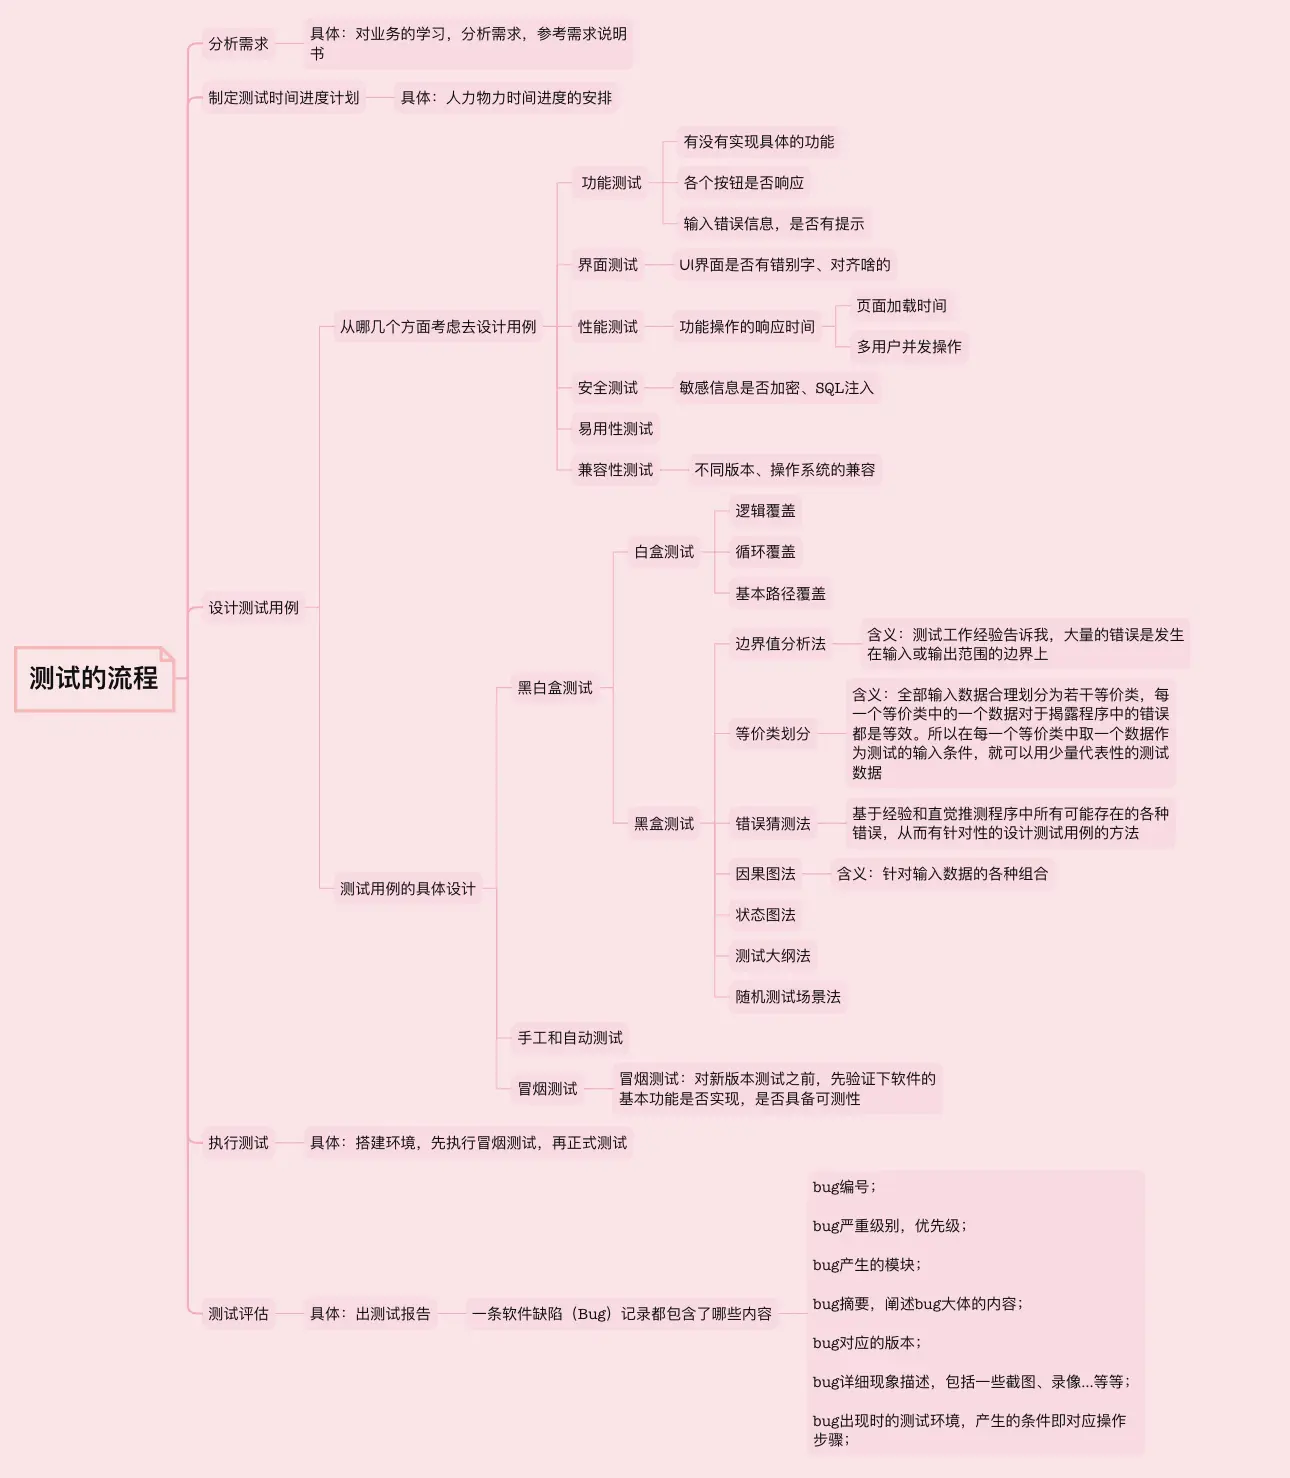 测试的流程
分析需求
具体：对业务的学习，分析需求，参考需求说明
书
制定测试时间进度计划
具体：人力物力时间进度的安排
设计测试用例
从哪几个方面考虑去设计用例
功能测试
有没有实现具体的功能
各个按钮是否响应
输入错误信息，是否有提示
界面测试
UI界面是否有错别字、对齐啥的
性能测试
功能操作的响应时间
页面加载时间
多用户并发操作
安全测试
敏感信息是否加密、SQL注入
易用性测试
兼容性测试
不同版本、操作系统的兼容
测试用例的具体设计
黑白盒测试
白盒测试
逻辑覆盖
循环覆盖
基本路径覆盖
黑盒测试
边界值分析法
含义：测试工作经验告诉我，大量的错误是发生
在输入或输出范围的边界上
等价类划分
含义：全部输入数据合理划分为若干等价类，每
一个等价类中的一个数据对于揭露程序中的错误
都是等效。所以在每一个等价类中取一个数据作
为测试的输入条件，就可以用少量代表性的测试
数据
错误猜测法
基于经验和直觉推测程序中所有可能存在的各种
错误，从而有针对性的设计测试用例的方法
因果图法
含义：针对输入数据的各种组合
状态图法
测试大纲法
随机测试场景法
手工和自动测试
冒烟测试
冒烟测试：对新版本测试之前，先验证下软件的
基本功能是否实现，是否具备可测性
执行测试
具体：搭建环境，先执行冒烟测试，再正式测试
测试评估
具体：出测试报告
一条软件缺陷（Bug）记录都包含了哪些内容
bug编号；
bug严重级别，优先级；
bug产生的模块；
bug摘要，阐述bug大体的内容；
bug对应的版本；
bug详细现象描述，包括一些截图、录像...等等；
bug出现时的测试环境，产生的条件即对应操作
步骤；